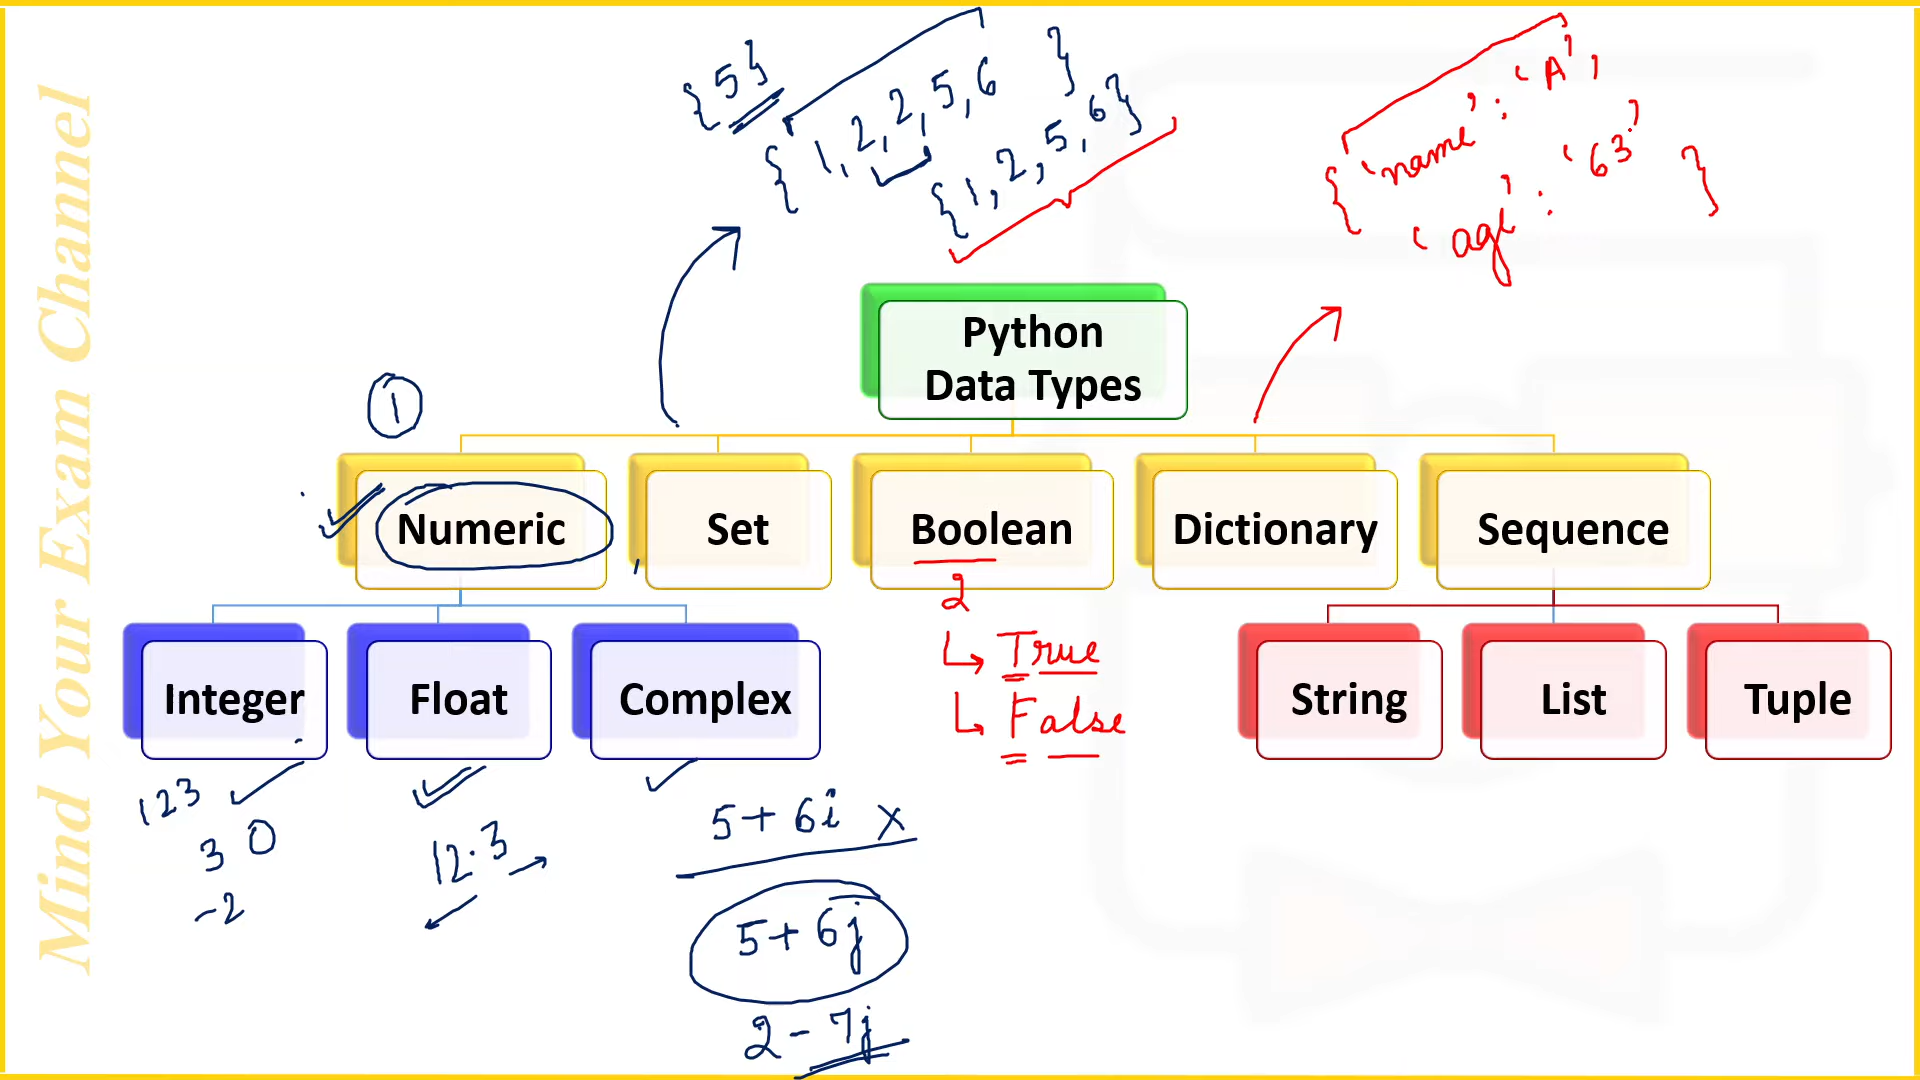 {5}
{1, 2, 2, 5, 6 }
{1, 2, 5, 6}
{'name' : 'A',
'age' : '63' }
Python
Data Types
1
Numeric
Set
Boolean
Dictionary
Sequence
2
True
False
Integer
Float
Complex
String
List
Tuple
123
3 0
-2
12.3
5+6i x
5+6j
2-7j
Mind Your Exam Channel